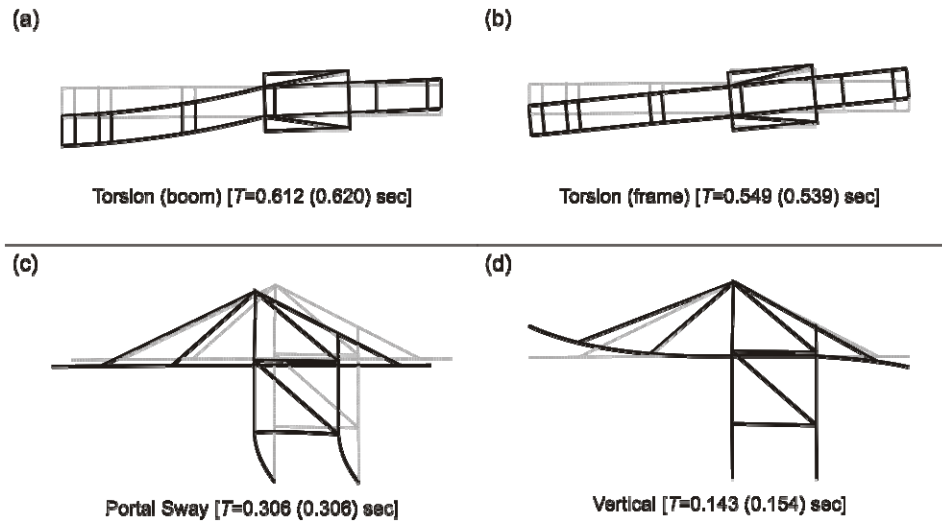 (a)
Torsion (boom) [T=0.612 (0.620) sec]
(b)
Torsion (frame) [T=0.549 (0.539) sec]
(c)
Portal Sway [T=0.306 (0.306) sec]
(d)
Vertical [T=0.143 (0.154) sec]